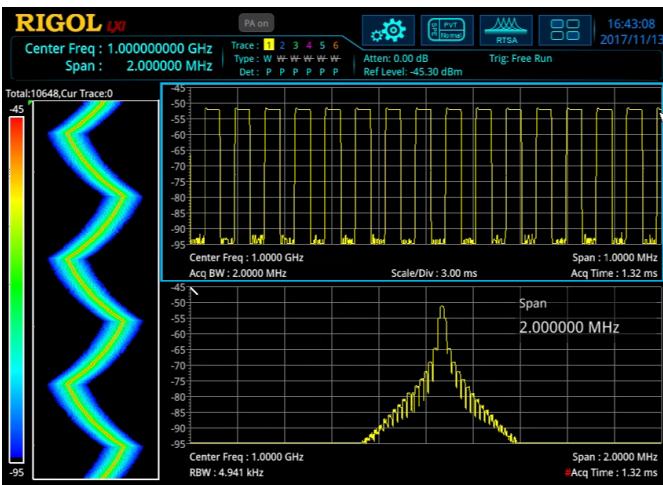 RIGOL LXI
PA on
PVT
Normal
RTSA
16:43:08
2017/11/13
Center Freq : 1.000000000 GHz
Span : 2.000000 MHz
Trace : 1 2 3 4 5 6
Type : W W W W W W
Det : P P P P P P
Atten: 0.00 dB
Ref Level: -45.30 dBm
Trig: Free Run
Total:10648,Cur Trace:0
-45
-95
-45
-50
-55
-60
-65
-70
-75
-80
-85
-90
-95
Center Freq : 1.0000 GHz
Span : 1.0000 MHz
Acq BW : 2.0000 MHz
Scale/Div : 3.00 ms
Acq Time : 1.32 ms
-45
-50
-55
-60
-65
-70
-75
-80
-85
-90
-95
Span
2.000000 MHz
Center Freq : 1.0000 GHz
Span : 2.0000 MHz
RBW : 4.941 kHz
#Acq Time : 1.32 ms